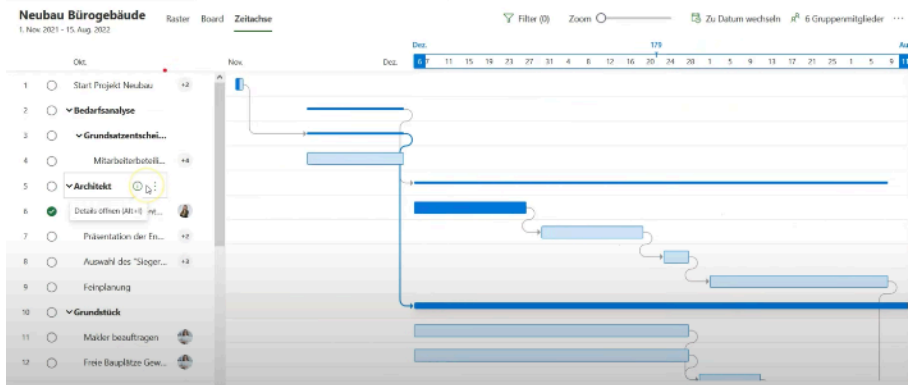 Neubau Bürogebäude Raster Board Zeitachse Filter (0) Zoom Zu Datum wechseln 6 Gruppenmitglieder ...
1. Nov. 2021 - 15. Aug. 2022
Dez. 179 Au
Okt. Nov. Dez. 6 7 11 15 19 23 27 31 4 8 12 16 20 24 28 1 5 9 13 17 21 25 1 5 9 11
1 Start Projekt Neubau +2
2 Bedarfsanalyse
3 Grundsatzentschei...
4 Mitarbeiterbeteili... +4
5 Architekt
6 Details öffnen (Alt+I) nt...
7 Präsentation der En... +2
8 Auswahl des "Sieger... +3
9 Feinplanung
10 Grundstück
11 Makler beauftragen
12 Freie Bauplätze Gew...